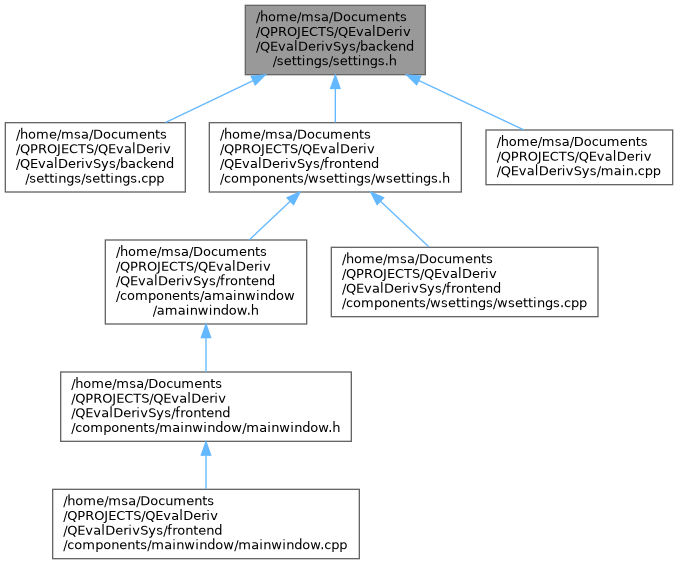 /home/msa/Documents
/QPROJECTS/QEvalDeriv
/QEvalDerivSys/backend
/settings/settings.h
/home/msa/Documents
/QPROJECTS/QEvalDeriv
/QEvalDerivSys/backend
/settings/settings.cpp
/home/msa/Documents
/QPROJECTS/QEvalDeriv
/QEvalDerivSys/frontend
/components/wsettings/wsettings.h
/home/msa/Documents
/QPROJECTS/QEvalDeriv
/QEvalDerivSys/main.cpp
/home/msa/Documents
/QPROJECTS/QEvalDeriv
/QEvalDerivSys/frontend
/components/amainwindow
/amainwindow.h
/home/msa/Documents
/QPROJECTS/QEvalDeriv
/QEvalDerivSys/frontend
/components/wsettings/wsettings.cpp
/home/msa/Documents
/QPROJECTS/QEvalDeriv
/QEvalDerivSys/frontend
/components/mainwindow/mainwindow.h
/home/msa/Documents
/QPROJECTS/QEvalDeriv
/QEvalDerivSys/frontend
/components/mainwindow/mainwindow.cpp